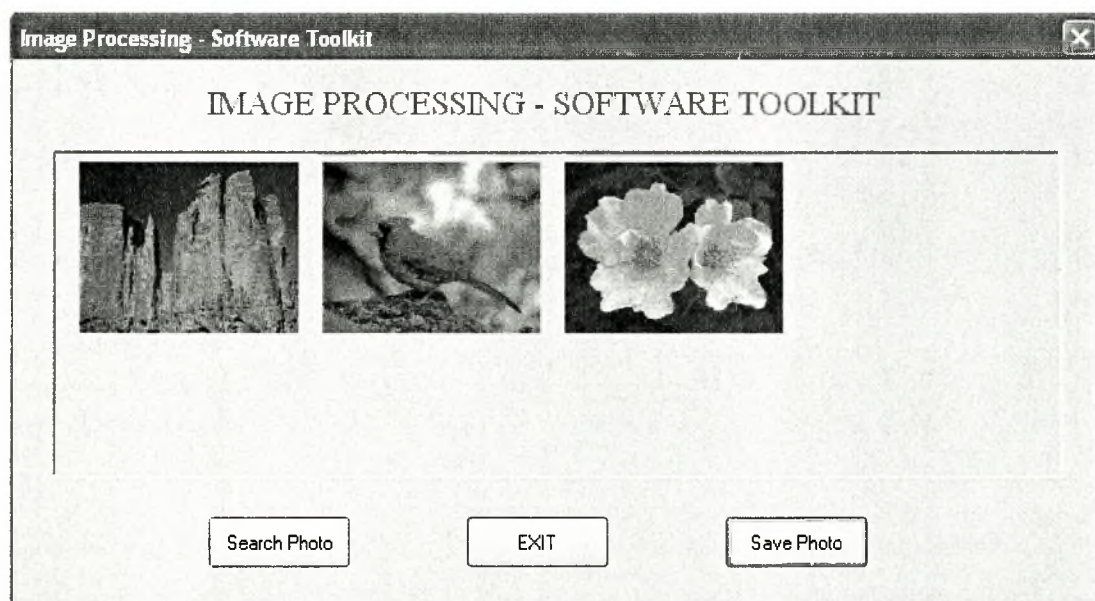 Image Processing - Software Toolkit
IMAGE PROCESSING - SOFTWARE TOOLKIT
Search Photo
EXIT
Save Photo